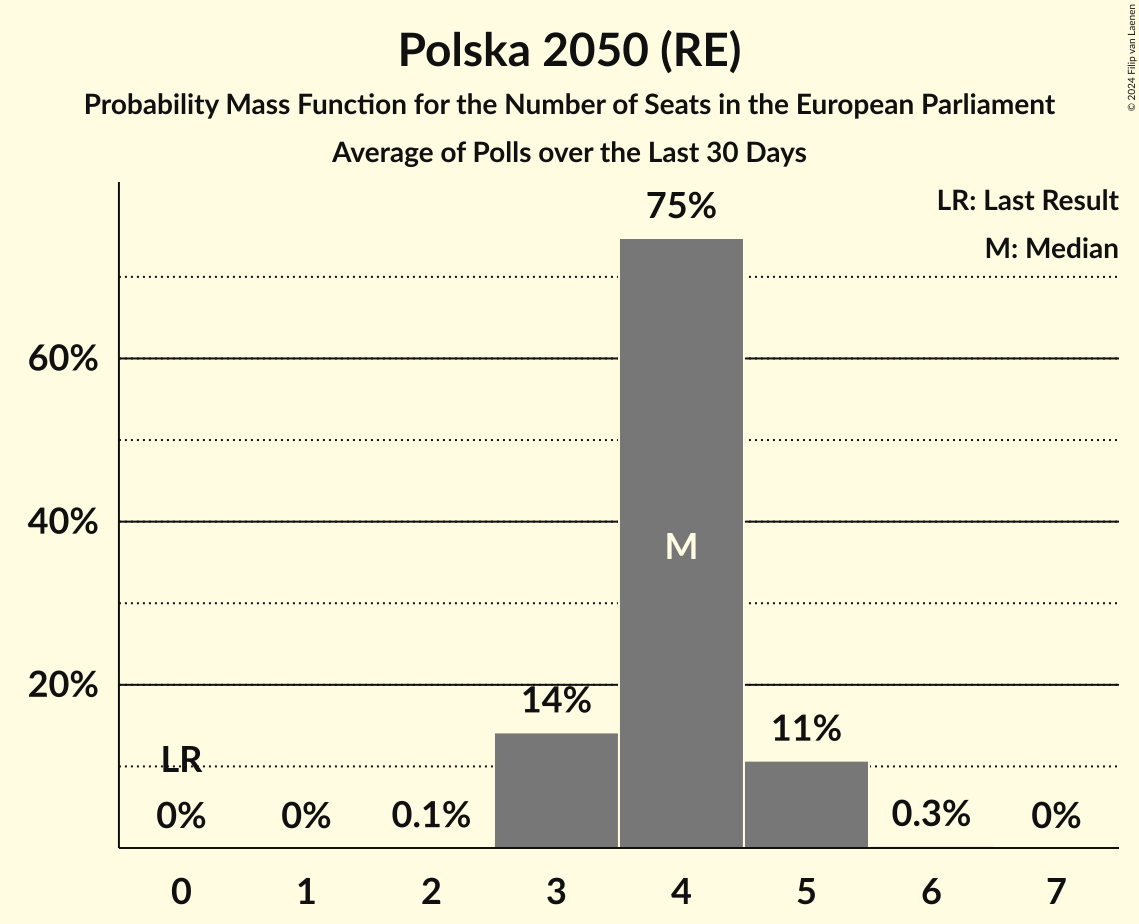 Polska 2050 (RE)
Probability Mass Function for the Number of Seats in the European Parliament
Average of Polls over the Last 30 Days
© 2024 Filip van Laenen
LR: Last Result
M: Median
75%
60%
40%
M
20%
14%
11%
LR
0% 0% 0.1% 0.3% 0%
0 1 2 3 4 5 6 7